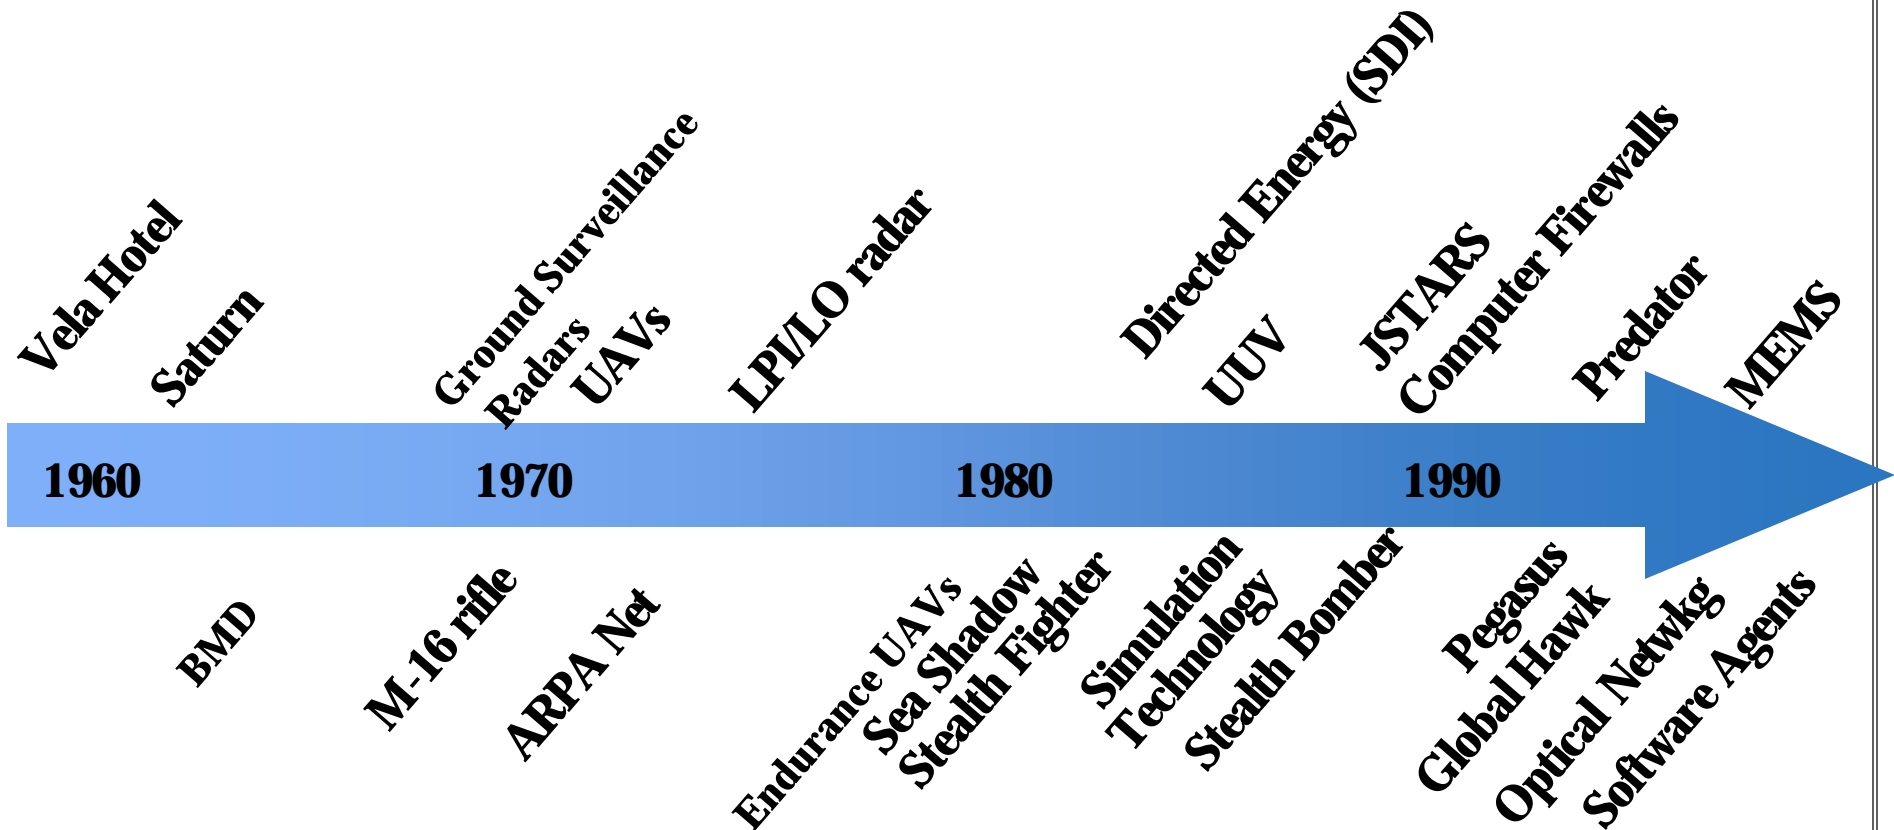 Vela Hotel
Saturn
Ground Surveillance
Radars
UAVs
LPI/LO radar
Directed Energy (SDI)
UUV
JSTARS
Computer Firewalls
Predator
MEMS
1960
1970
1980
1990
BMD
M-16 rifle
ARPA Net
Endurance UAVs
Sea Shadow
Stealth Fighter
Simulation
Technology
Stealth Bomber
Pegasus
Global Hawk
Optical Netwkg
Software Agents